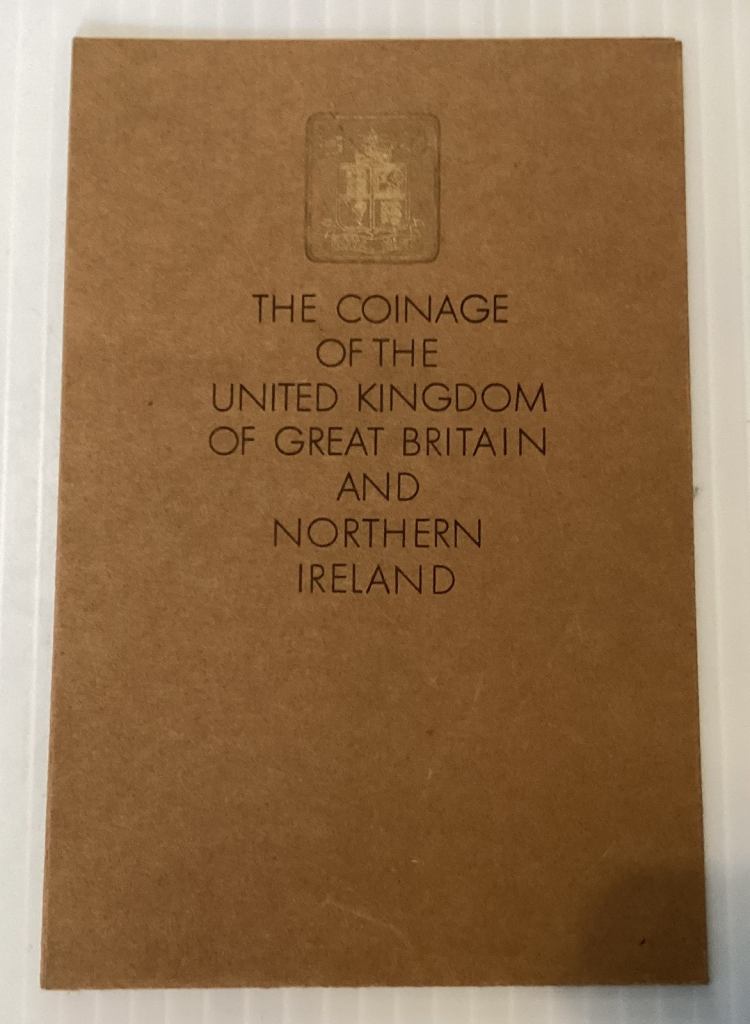 THE COINAGE
OF THE
UNITED KINGDOM
OF GREAT BRITAIN
AND
NORTHERN
IRELAND